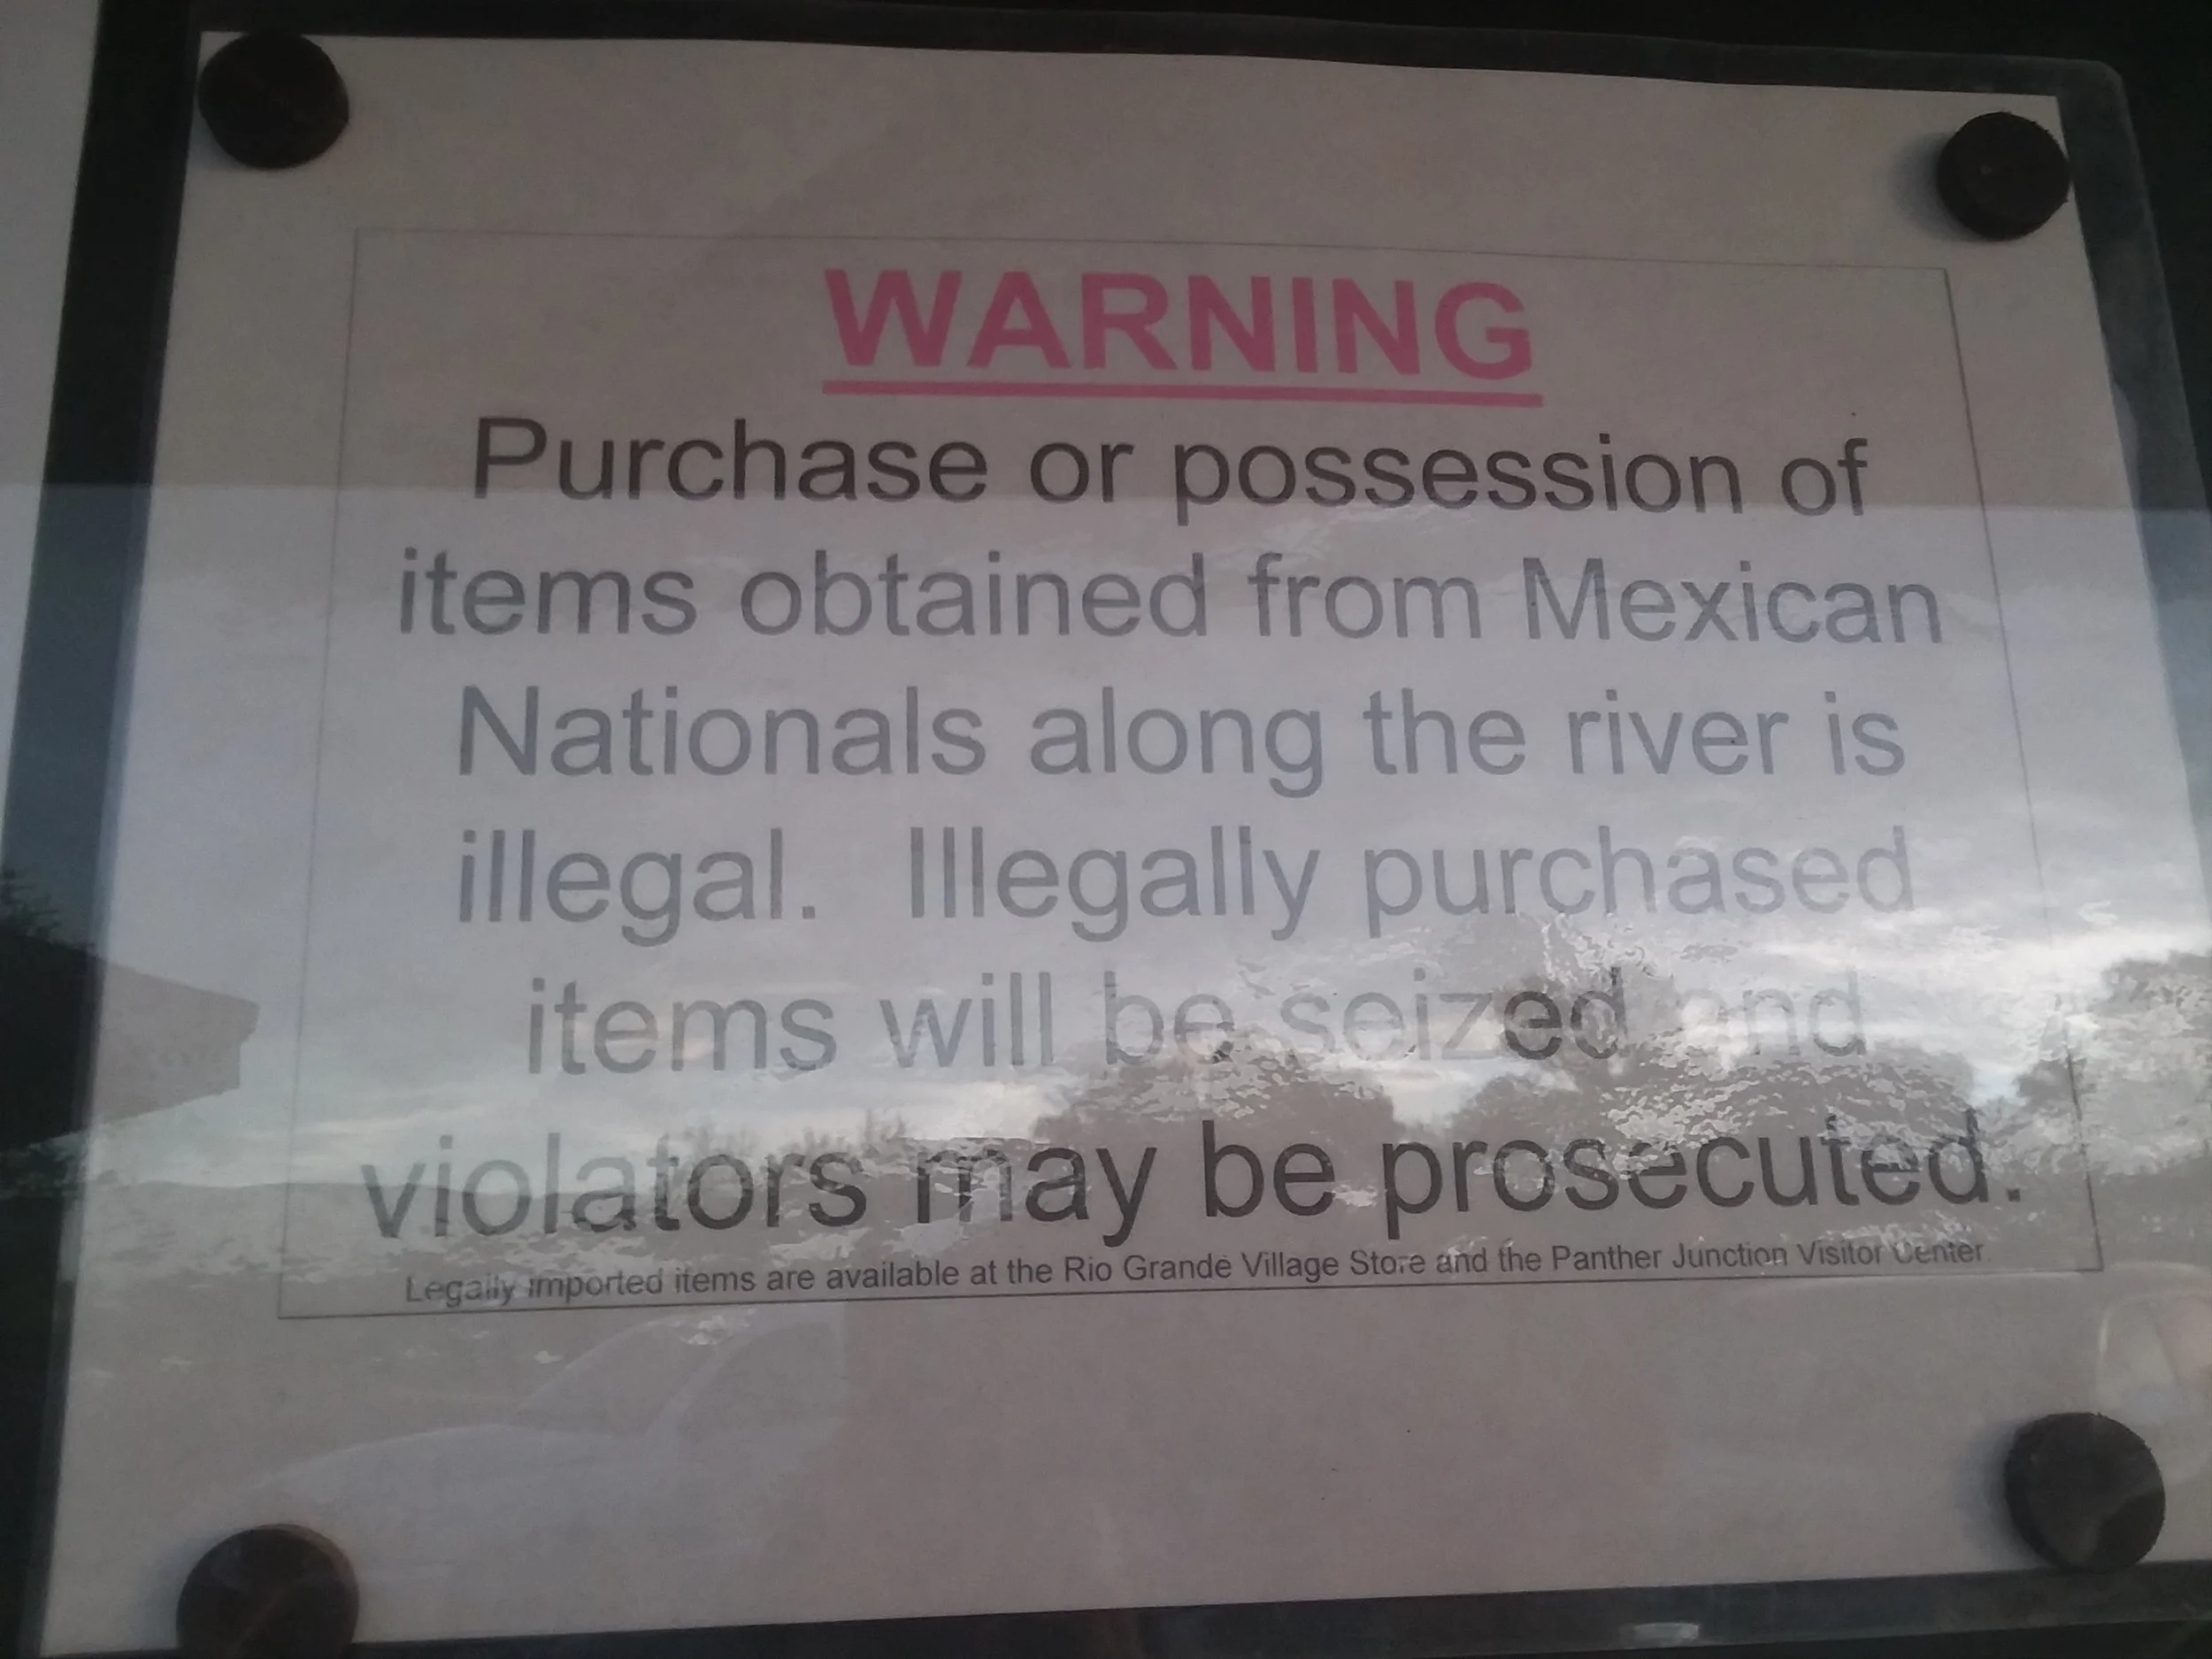 WARNING
Purchase or possession of
items obtained from Mexican
Nationals along the river is
illegal.  Illegally purchased
items will be seized and
violators may be prosecuted.
Legally imported items are available at the Rio Grande Village Store and the Panther Junction Visitor Center.